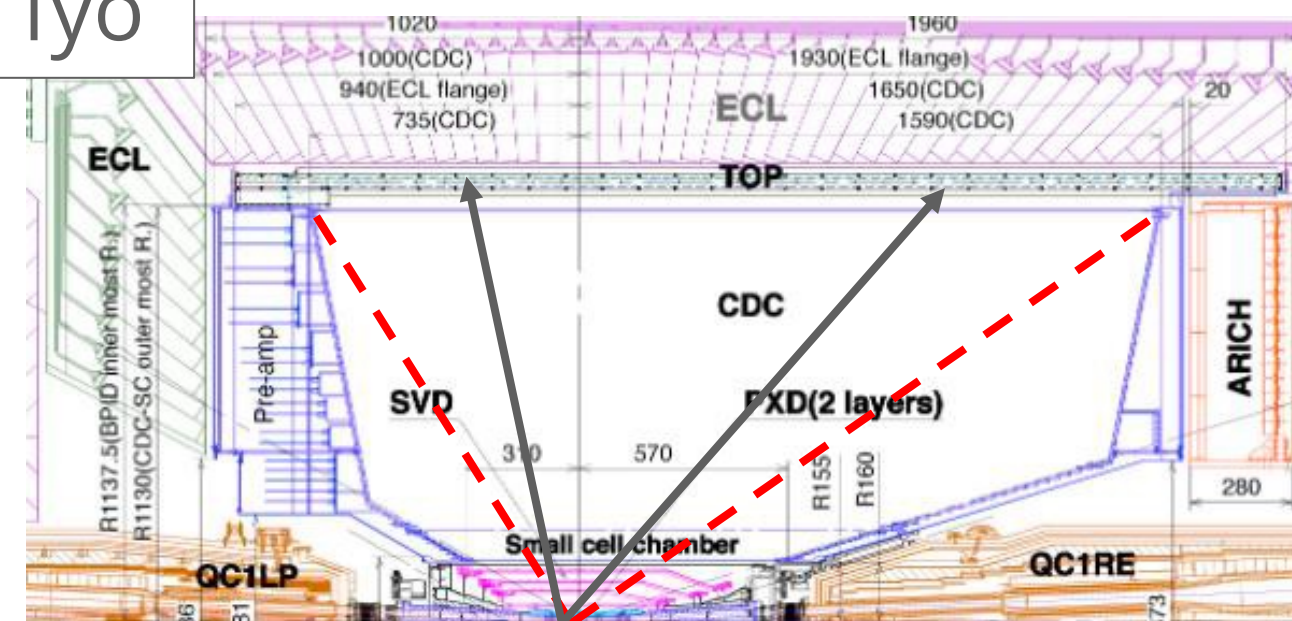 Iyo
1020
1960
1000(CDC)
1930(ECL flange)
940(ECL flange)
ECL
1650(CDC)
20
735(CDC)
1590(CDC)
ECL
TOP
R1137.5(BPID inner most R.)
R1130(CDC-SC outer most R.)
Pre-amp
CDC
ARICH
SVD
PXD(2 layers)
310
570
R155
R160
280
Small cell chamber
QC1LP
QC1RE